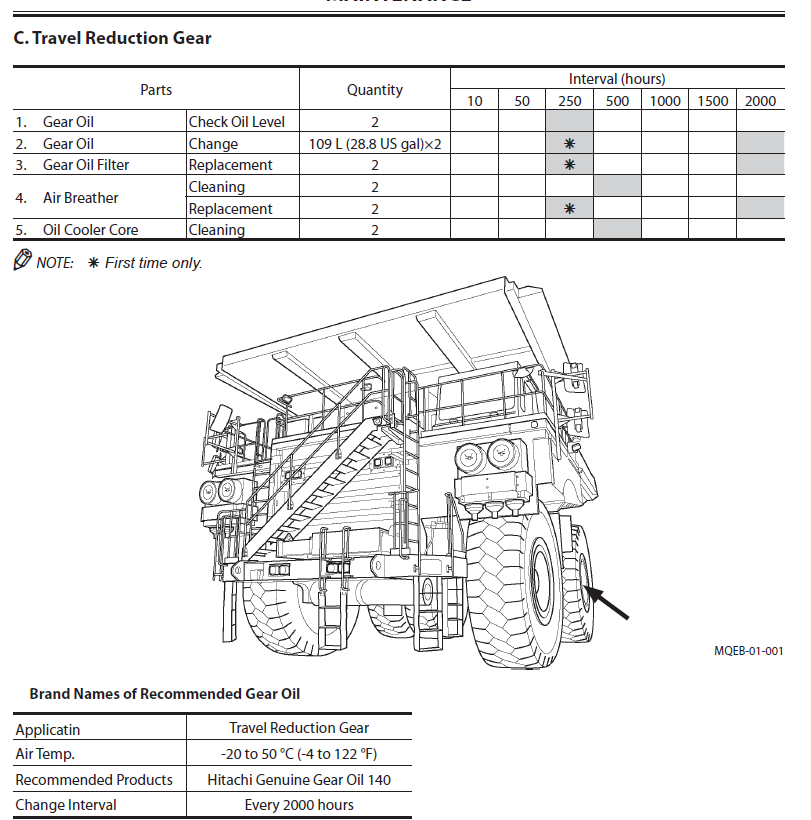 C. Travel Reduction Gear
Parts Quantity Interval (hours)
10 50 250 500 1000 1500 2000
1. Gear Oil Check Oil Level 2
2. Gear Oil Change 109 L (28.8 US gal)×2 ✳
3. Gear Oil Filter Replacement 2 ✳
4. Air Breather Cleaning 2
Replacement 2 ✳
5. Oil Cooler Core Cleaning 2
NOTE: ✳ First time only.
MQEB-01-001
Brand Names of Recommended Gear Oil
Applicatin Travel Reduction Gear
Air Temp. -20 to 50 °C (-4 to 122 °F)
Recommended Products Hitachi Genuine Gear Oil 140
Change Interval Every 2000 hours